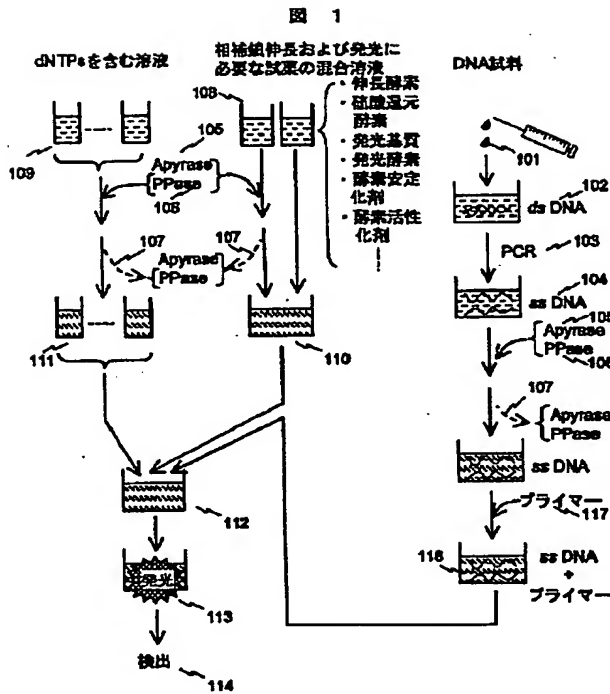 図 1
dNTPsを含む溶液
相補鎖伸長および発光に
必要な試薬の混合溶液
DNA試料
108
・伸長酵素
・硫酸還元
酵素
・発光基質
・発光酵素
・酵素安定
化剤
・酵素活性
化剤
109
105
Apyrase
PPase
106
107
Apyrase
PPase
107
111
110
101
102
ds DNA
PCR
103
104
ss DNA
105
Apyrase
PPase
106
107
Apyrase
PPase
ss DNA
プライマー
117
112
発光
113
検出
114
118
ss DNA
+
プライマー